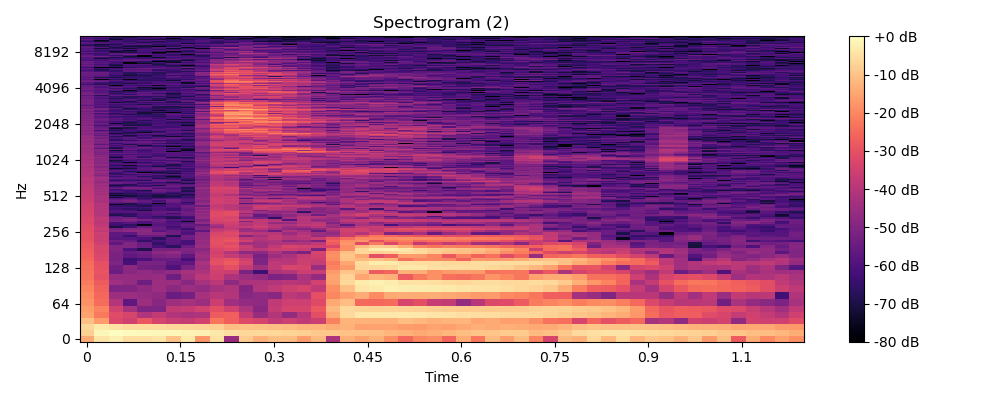 Spectrogram (2)
+0 dB
8192
-10 dB
4096
-20 dB
2048
-30 dB
1024
-40 dB
Hz
512
-50 dB
256
-60 dB
128
-70 dB
64
0
-80 dB
0 0.15 0.3 0.45 0.6 0.75 0.9 1.1
Time